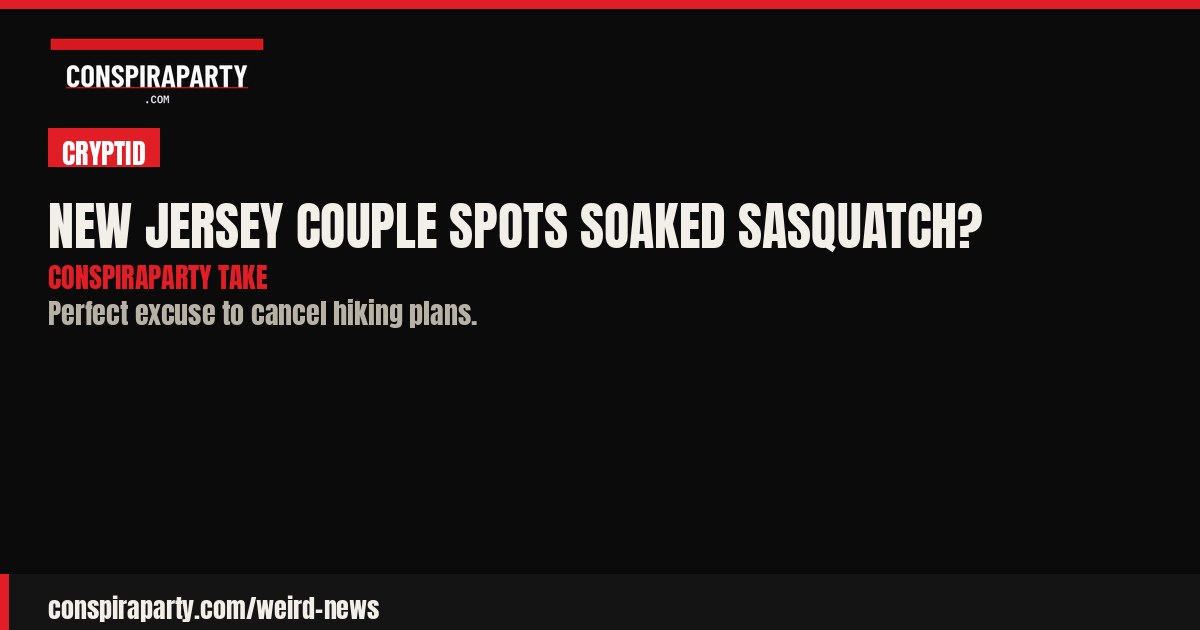 CONSPIRAPARTY
.COM
CRYPTID
NEW JERSEY COUPLE SPOTS SOAKED SASQUATCH?
CONSPIRAPARTY TAKE
Perfect excuse to cancel hiking plans.
conspiraparty.com/weird-news